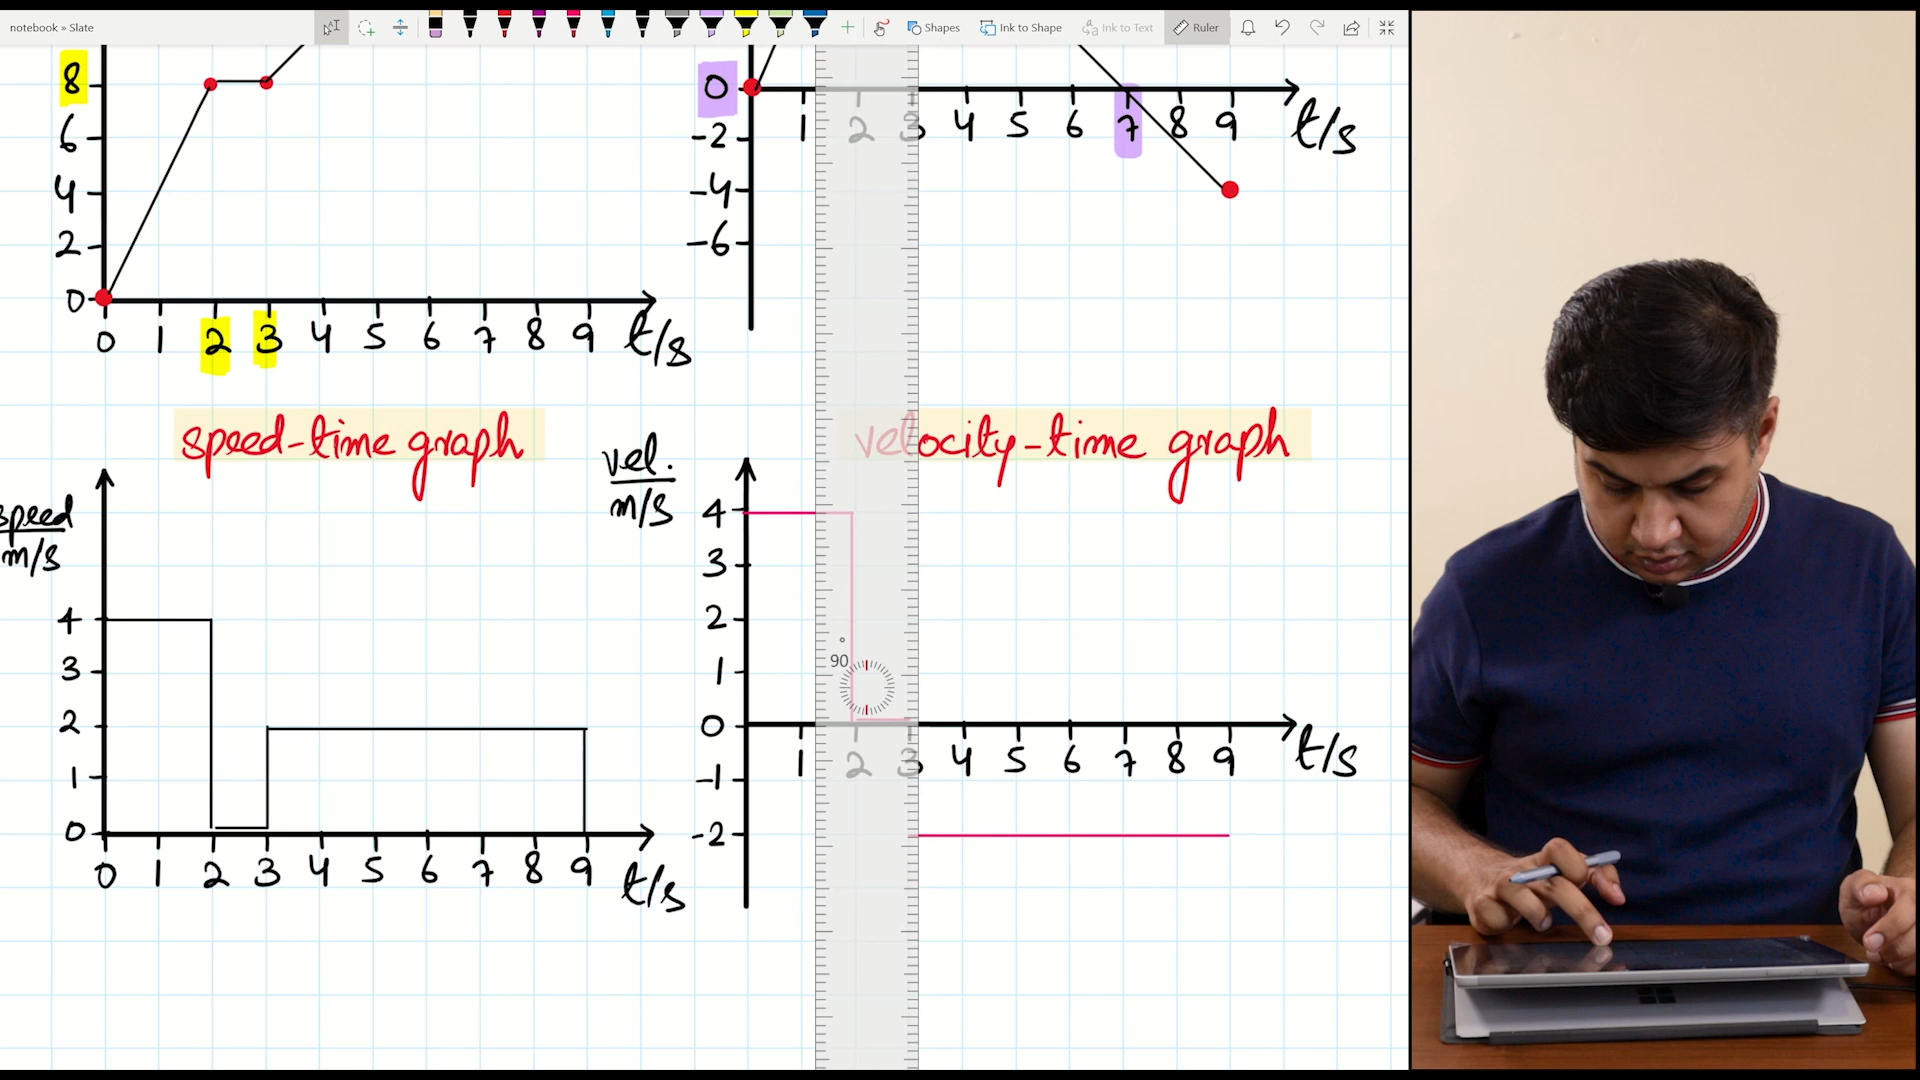 notebook » Slate
Shapes
Ink to Shape
Ink to Text
Ruler
8
6
4
2
0
0 1 2 3 4 5 6 7 8 9 t/s
0
-2
-4
-6
1 2 3 4 5 6 7 8 9 t/s
speed-time graph
speed
m/s
4
3
2
1
0
0 1 2 3 4 5 6 7 8 9 t/s
velocity-time graph
vel.
m/s
4
3
2
1
0
-1
-2
1 2 3 4 5 6 7 8 9 t/s
90°